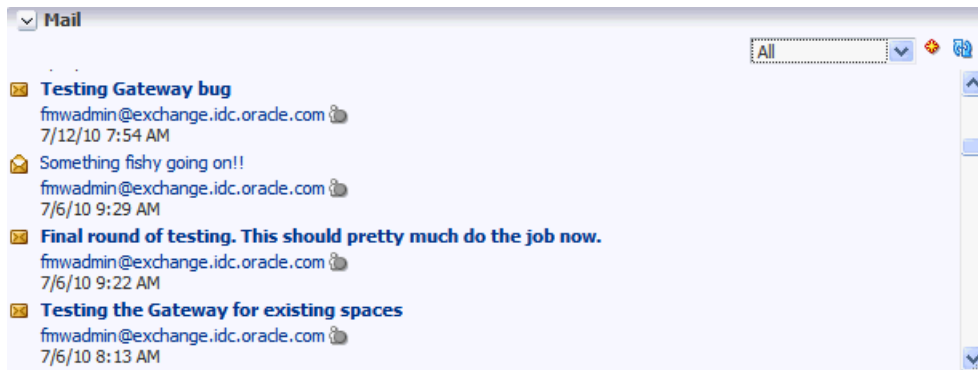 Mail
All
Testing Gateway bug
fmwadmin@exchange.idc.oracle.com
7/12/10 7:54 AM
Something fishy going on!!
fmwadmin@exchange.idc.oracle.com
7/6/10 9:29 AM
Final round of testing. This should pretty much do the job now.
fmwadmin@exchange.idc.oracle.com
7/6/10 9:22 AM
Testing the Gateway for existing spaces
fmwadmin@exchange.idc.oracle.com
7/6/10 8:13 AM